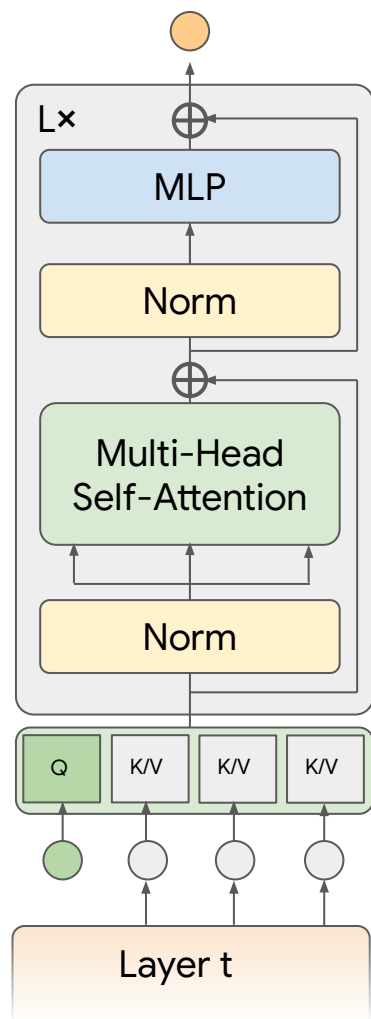 L×
MLP
Norm
Multi-Head
Self-Attention
Norm
Q K/V K/V K/V
Layer t